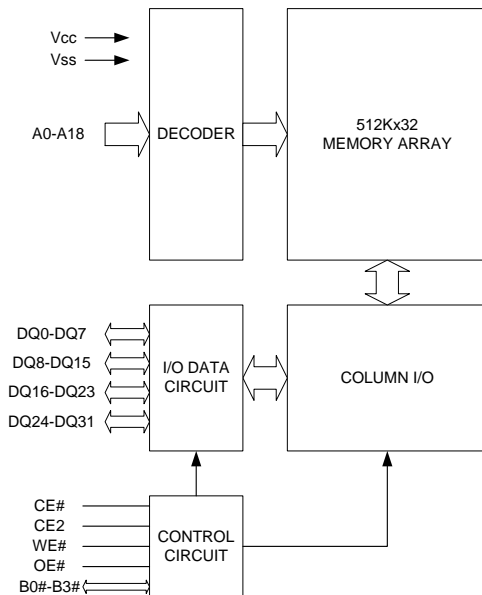 Vcc
Vss
A0-A18
DECODER
512Kx32
MEMORY ARRAY
DQ0-DQ7
DQ8-DQ15
DQ16-DQ23
DQ24-DQ31
I/O DATA
CIRCUIT
COLUMN I/O
CE#
CE2
WE#
OE#
B0#-B3#
CONTROL
CIRCUIT